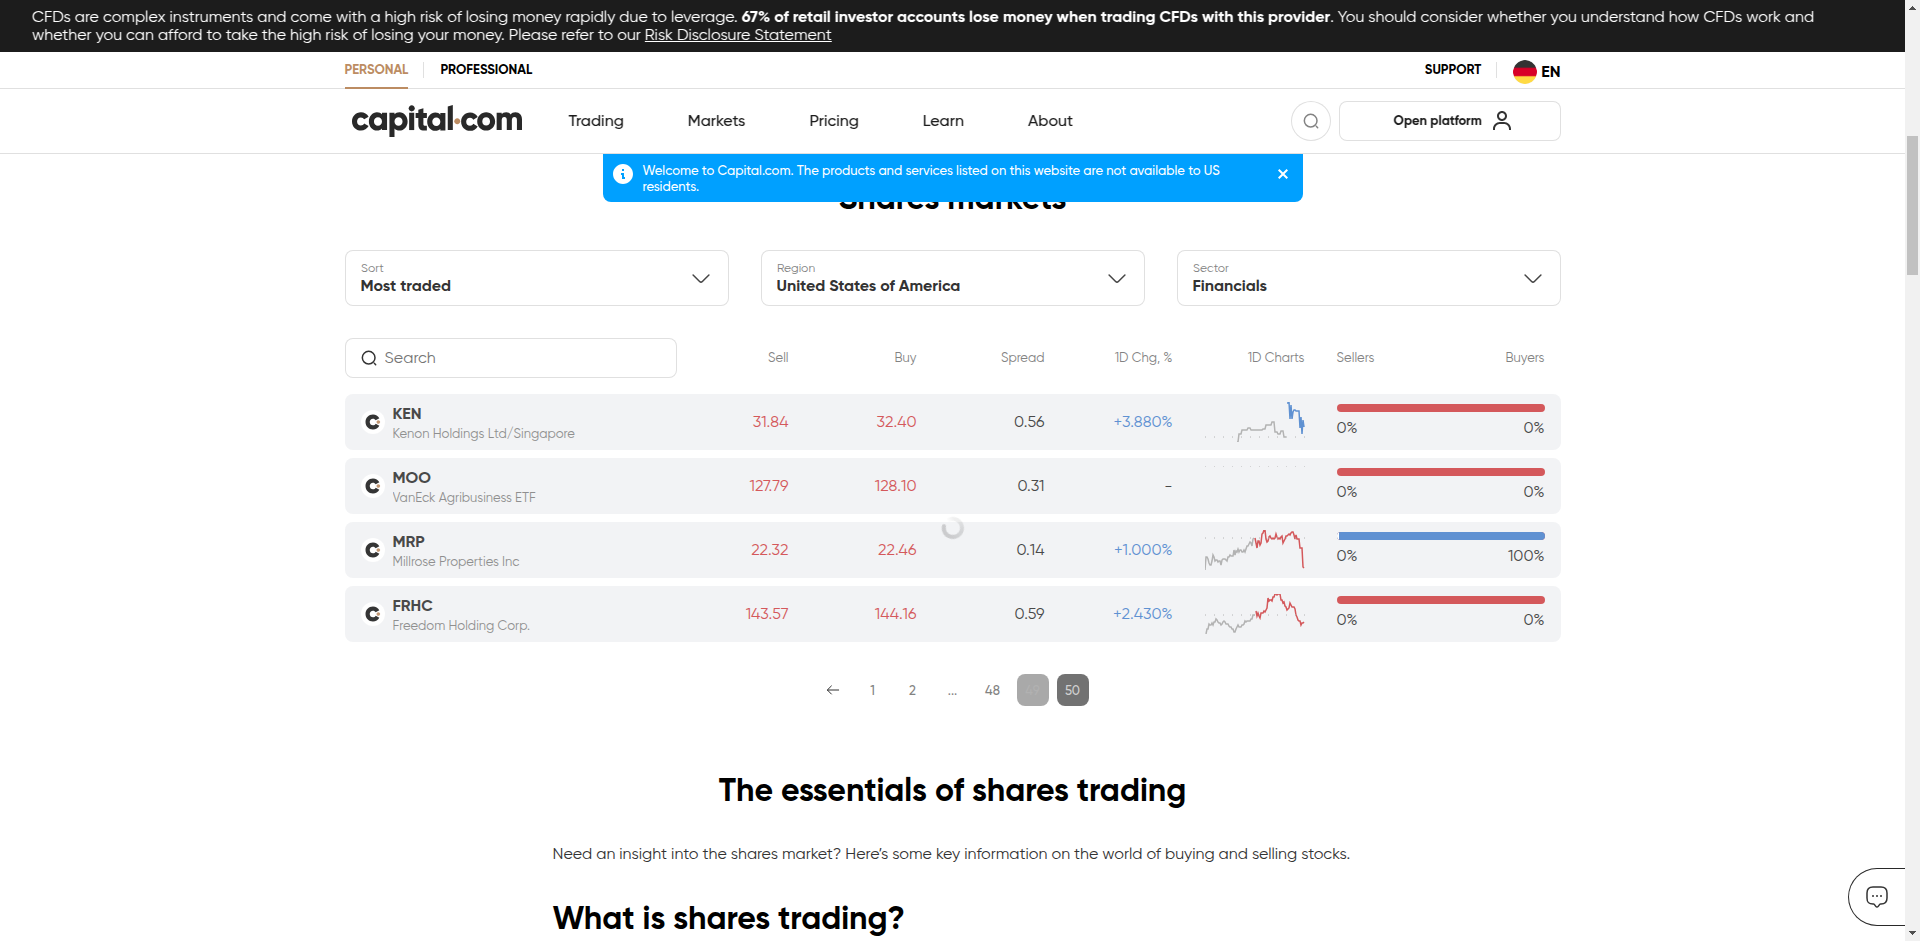 CFDs are complex instruments and come with a high risk of losing money rapidly due to leverage. 67% of retail investor accounts lose money when trading CFDs with this provider. You should consider whether you understand how CFDs work and
whether you can afford to take the high risk of losing your money. Please refer to our Risk Disclosure Statement
PERSONAL PROFESSIONAL SUPPORT EN
capital.com Trading Markets Pricing Learn About Open platform
Welcome to Capital.com. The products and services listed on this website are not available to US
residents.
Shares markets
Sort Region Sector
Most traded United States of America Financials
Search Sell Buy Spread 1D Chg, % 1D Charts Sellers Buyers
KEN
Kenon Holdings Ltd/Singapore
31.84 32.40 0.56 +3.880% 0% 0%
MOO
VanEck Agribusiness ETF
127.79 128.10 0.31 - 0% 0%
MRP
Millrose Properties Inc
22.32 22.46 0.14 +1.000% 0% 100%
FRHC
Freedom Holding Corp.
143.57 144.16 0.59 +2.430% 0% 0%
1 2 ... 48 50
The essentials of shares trading
Need an insight into the shares market? Here's some key information on the world of buying and selling stocks.
What is shares trading?